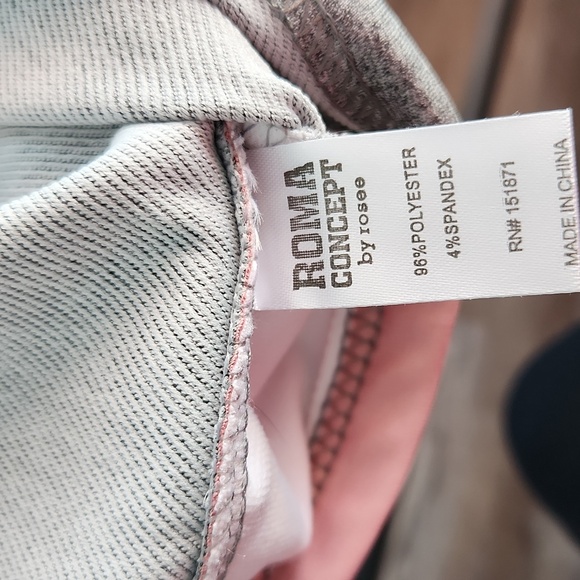 ROMA
CONCEPT
by rosee
96%POLYESTER
4%SPANDEX
RN# 151871
MADE IN CHINA